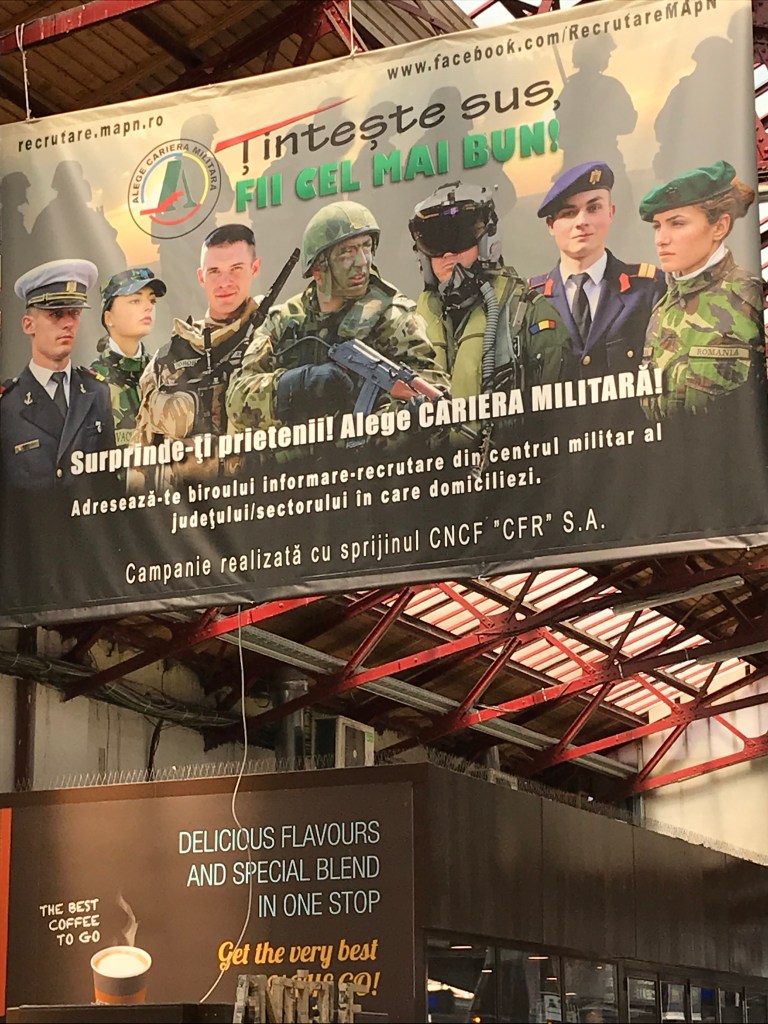 www.facebook.com/RecrutareMApN
recrutare.mapn.ro
ALEGE CARIERA MILITARĂ
Țintește sus,
FII CEL MAI BUN!
ROMANIA
Surprinde-ţi prietenii! Alege CARIERA MILITARĂ!
Adresează-te biroului informare-recrutare din centrul militar al
judeţului/sectorului în care domiciliezi.
Campanie realizată cu sprijinul CNCF "CFR" S.A.
DELICIOUS FLAVOURS
AND SPECIAL BLEND
IN ONE STOP
THE BEST
COFFEE
TO GO
Get the very best
GO!